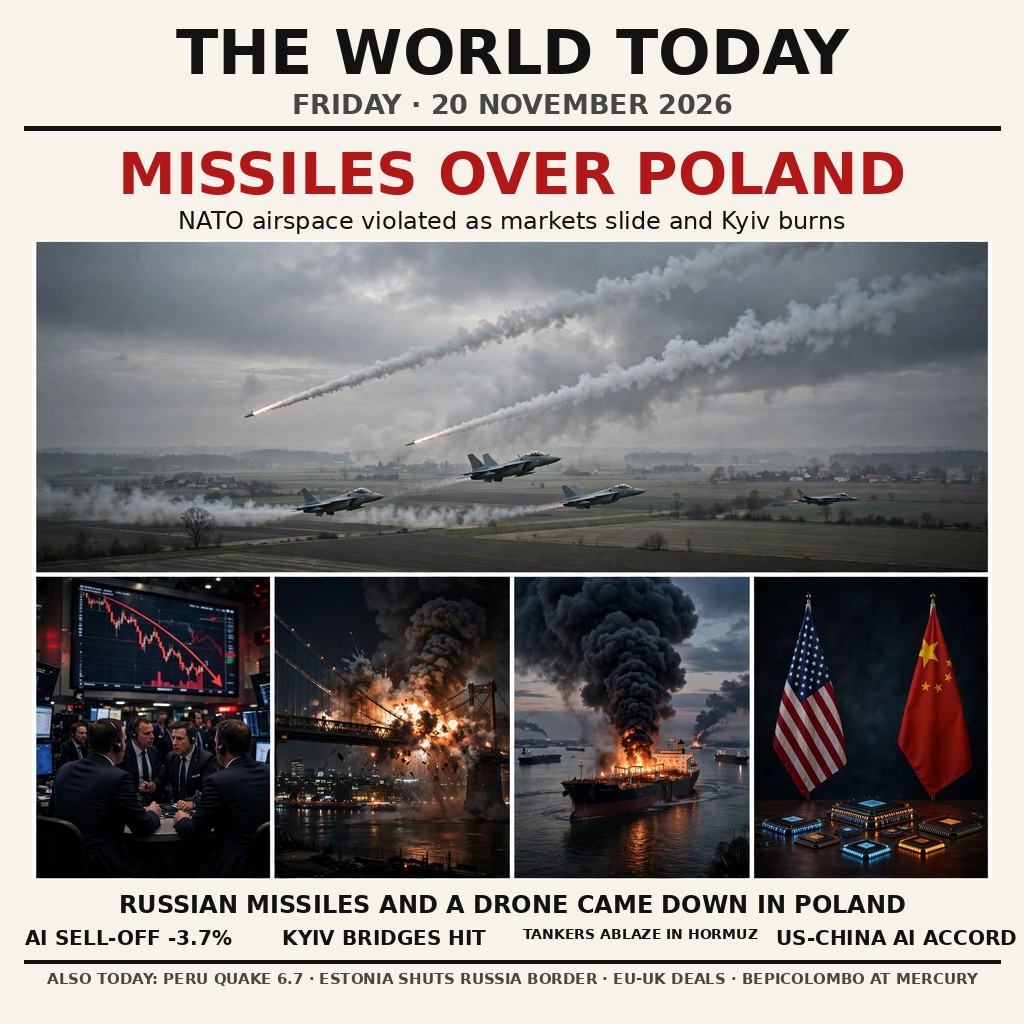 THE WORLD TODAY
FRIDAY · 20 NOVEMBER 2026
MISSILES OVER POLAND
NATO airspace violated as markets slide and Kyiv burns
RUSSIAN MISSILES AND A DRONE CAME DOWN IN POLAND
AI SELL-OFF -3.7%
KYIV BRIDGES HIT
TANKERS ABLAZE IN HORMUZ
US-CHINA AI ACCORD
ALSO TODAY: PERU QUAKE 6.7 · ESTONIA SHUTS RUSSIA BORDER · EU-UK DEALS · BEPICOLOMBO AT MERCURY